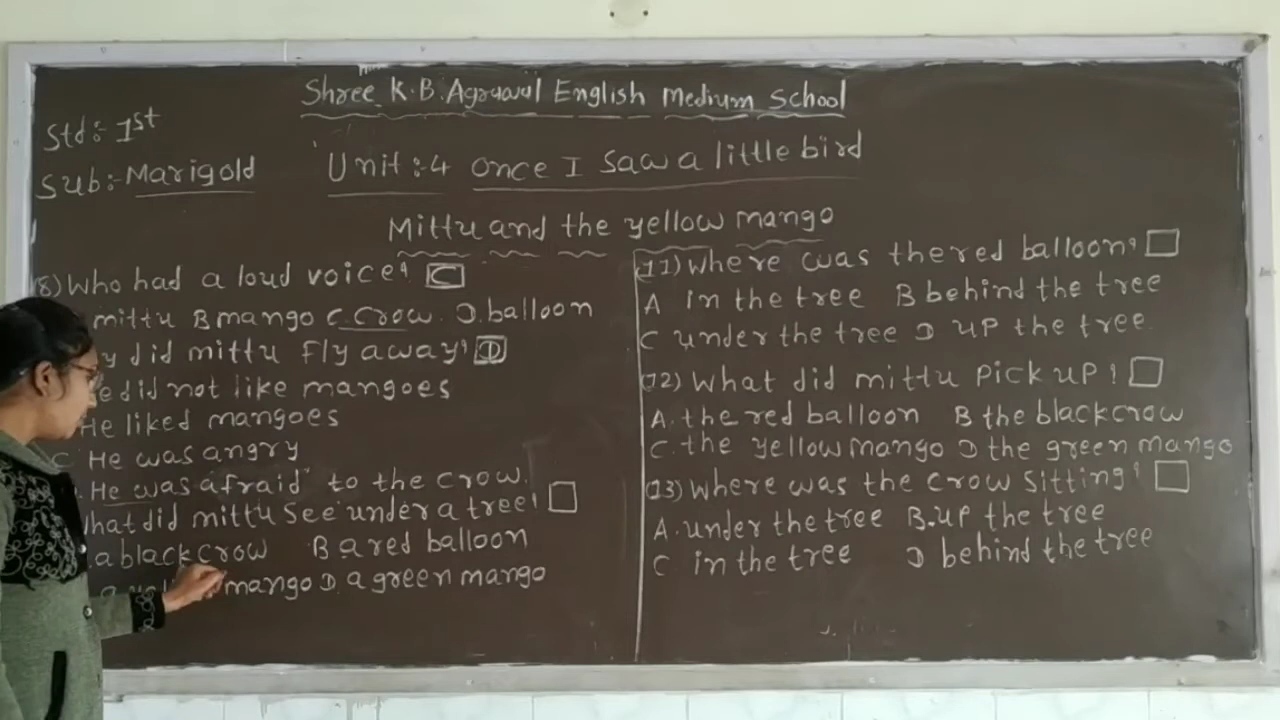 Shree K.B.Agrawal English Medium School
Std:- 1st
Sub:- Marigold
Unit:-4 Once I saw a little bird
Mittu and the yellow mango
8) Who had a loud voice? C
mittu B mango C. Crow. D. balloon
did mittu fly away? D
did not like mangoes
He liked mangoes
C He was angry
He was afraid to the crow.
did mittu see under a tree?
a black crow B a red balloon
mango D. a green mango
(11) Where was the red balloon?
A in the tree B behind the tree
C under the tree D up the tree.
(12) What did mittu pick up?
A. the red balloon B the black crow
C. the yellow mango D the green mango
(13) Where was the crow sitting?
A. under the tree B. up the tree
C in the tree D behind the tree